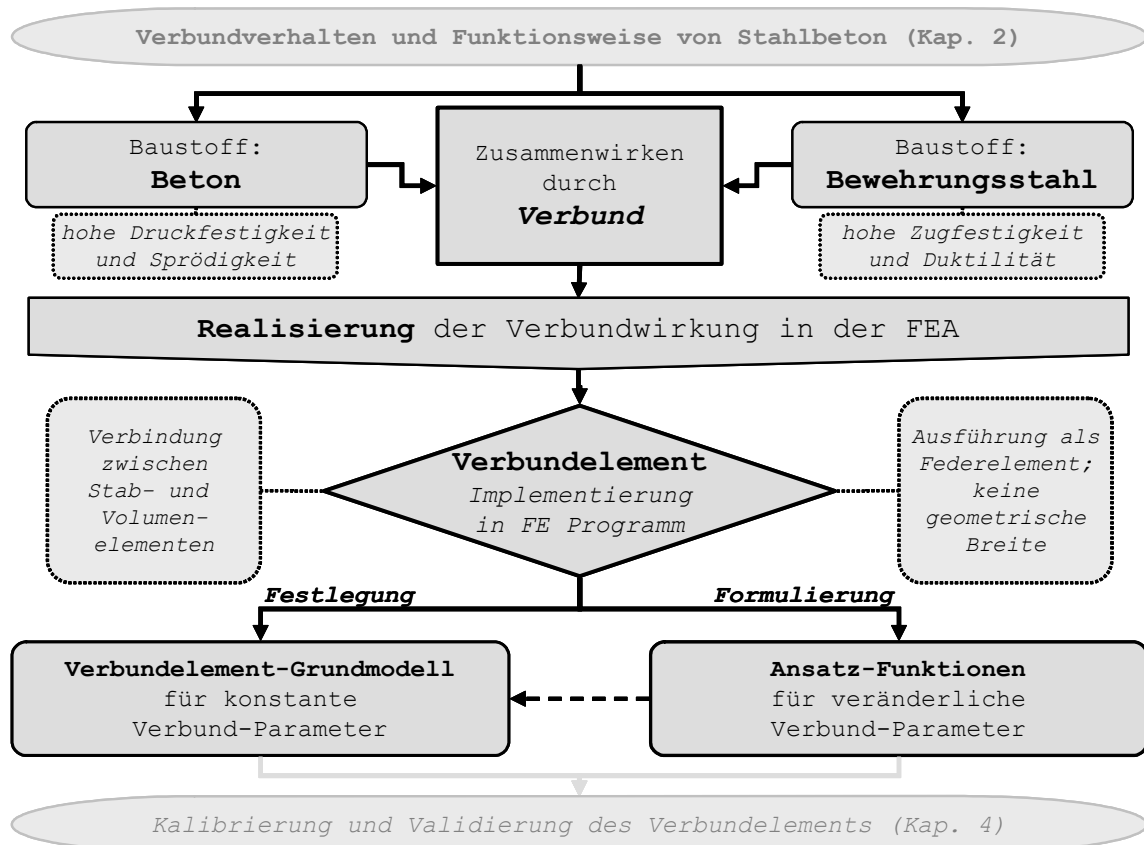 Verbundverhalten und Funktionsweise von Stahlbeton (Kap. 2)
Baustoff:
Beton
hohe Druckfestigkeit
und Sprödigkeit
Zusammenwirken
durch
Verbund
Baustoff:
Bewehrungsstahl
hohe Zugfestigkeit
und Duktilität
Realisierung der Verbundwirkung in der FEA
Verbindung
zwischen
Stab- und
Volumen-
elementen
Verbundelement
Implementierung
in FE Programm
Ausführung als
Federelement;
keine
geometrische
Breite
Festlegung
Formulierung
Verbundelement-Grundmodell
für konstante
Verbund-Parameter
Ansatz-Funktionen
für veränderliche
Verbund-Parameter
Kalibrierung und Validierung des Verbundelements (Kap. 4)